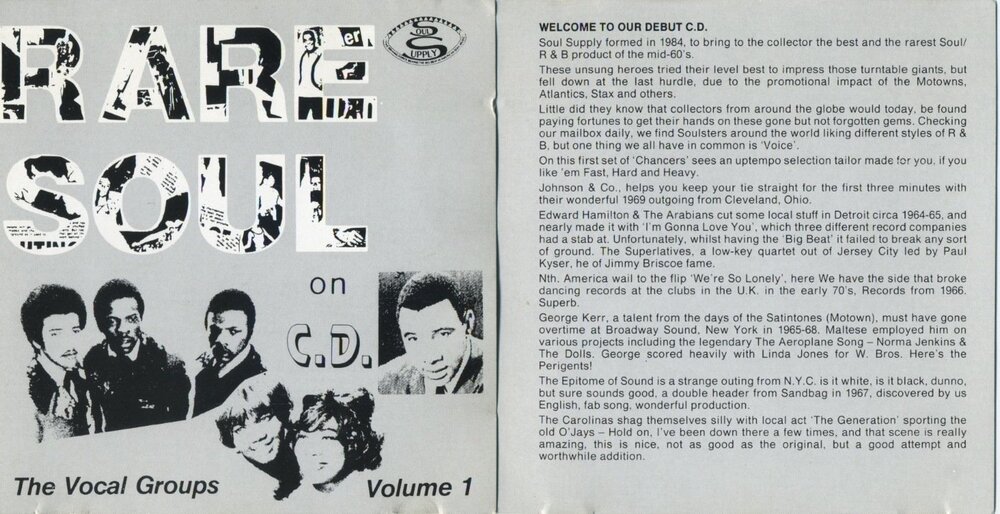 RARE
SOUL
SOUL
SUPPLY
on
C.D.
The Vocal Groups
Volume 1
WELCOME TO OUR DEBUT C.D.
Soul Supply formed in 1984, to bring to the collector the best and the rarest Soul/
R & B product of the mid-60's.
These unsung heroes tried their level best to impress those turntable giants, but
fell down at the last hurdle, due to the promotional impact of the Motowns,
Atlantics, Stax and others.
Little did they know that collectors from around the globe would today, be found
paying fortunes to get their hands on these gone but not forgotten gems. Checking
our mailbox daily, we find Soulsters around the world liking different styles of R &
B, but one thing we all have in common is 'Voice'.
On this first set of 'Chancers' sees an uptempo selection tailor made for you, if you
like 'em Fast, Hard and Heavy.
Johnson & Co., helps you keep your tie straight for the first three minutes with
their wonderful 1969 outgoing from Cleveland, Ohio.
Edward Hamilton & The Arabians cut some local stuff in Detroit circa 1964-65, and
nearly made it with 'I'm Gonna Love You', which three different record companies
had a stab at. Unfortunately, whilst having the 'Big Beat' it failed to break any sort
of ground. The Superlatives, a low-key quartet out of Jersey City led by Paul
Kyser, he of Jimmy Briscoe fame.
Nth. America wail to the flip 'We're So Lonely', here We have the side that broke
dancing records at the clubs in the U.K. in the early 70's, Records from 1966.
Superb.
George Kerr, a talent from the days of the Satintones (Motown), must have gone
overtime at Broadway Sound, New York in 1965-68. Maltese employed him on
various projects including the legendary The Aeroplane Song – Norma Jenkins &
The Dolls. George scored heavily with Linda Jones for W. Bros. Here's the
Perigents!
The Epitome of Sound is a strange outing from N.Y.C. is it white, is it black, dunno,
but sure sounds good, a double header from Sandbag in 1967, discovered by us
English, fab song, wonderful production.
The Carolinas shag themselves silly with local act 'The Generation' sporting the
old O'Jays – Hold on, I've been down there a few times, and that scene is really
amazing, this is nice, not as good as the original, but a good attempt and
worthwhile addition.